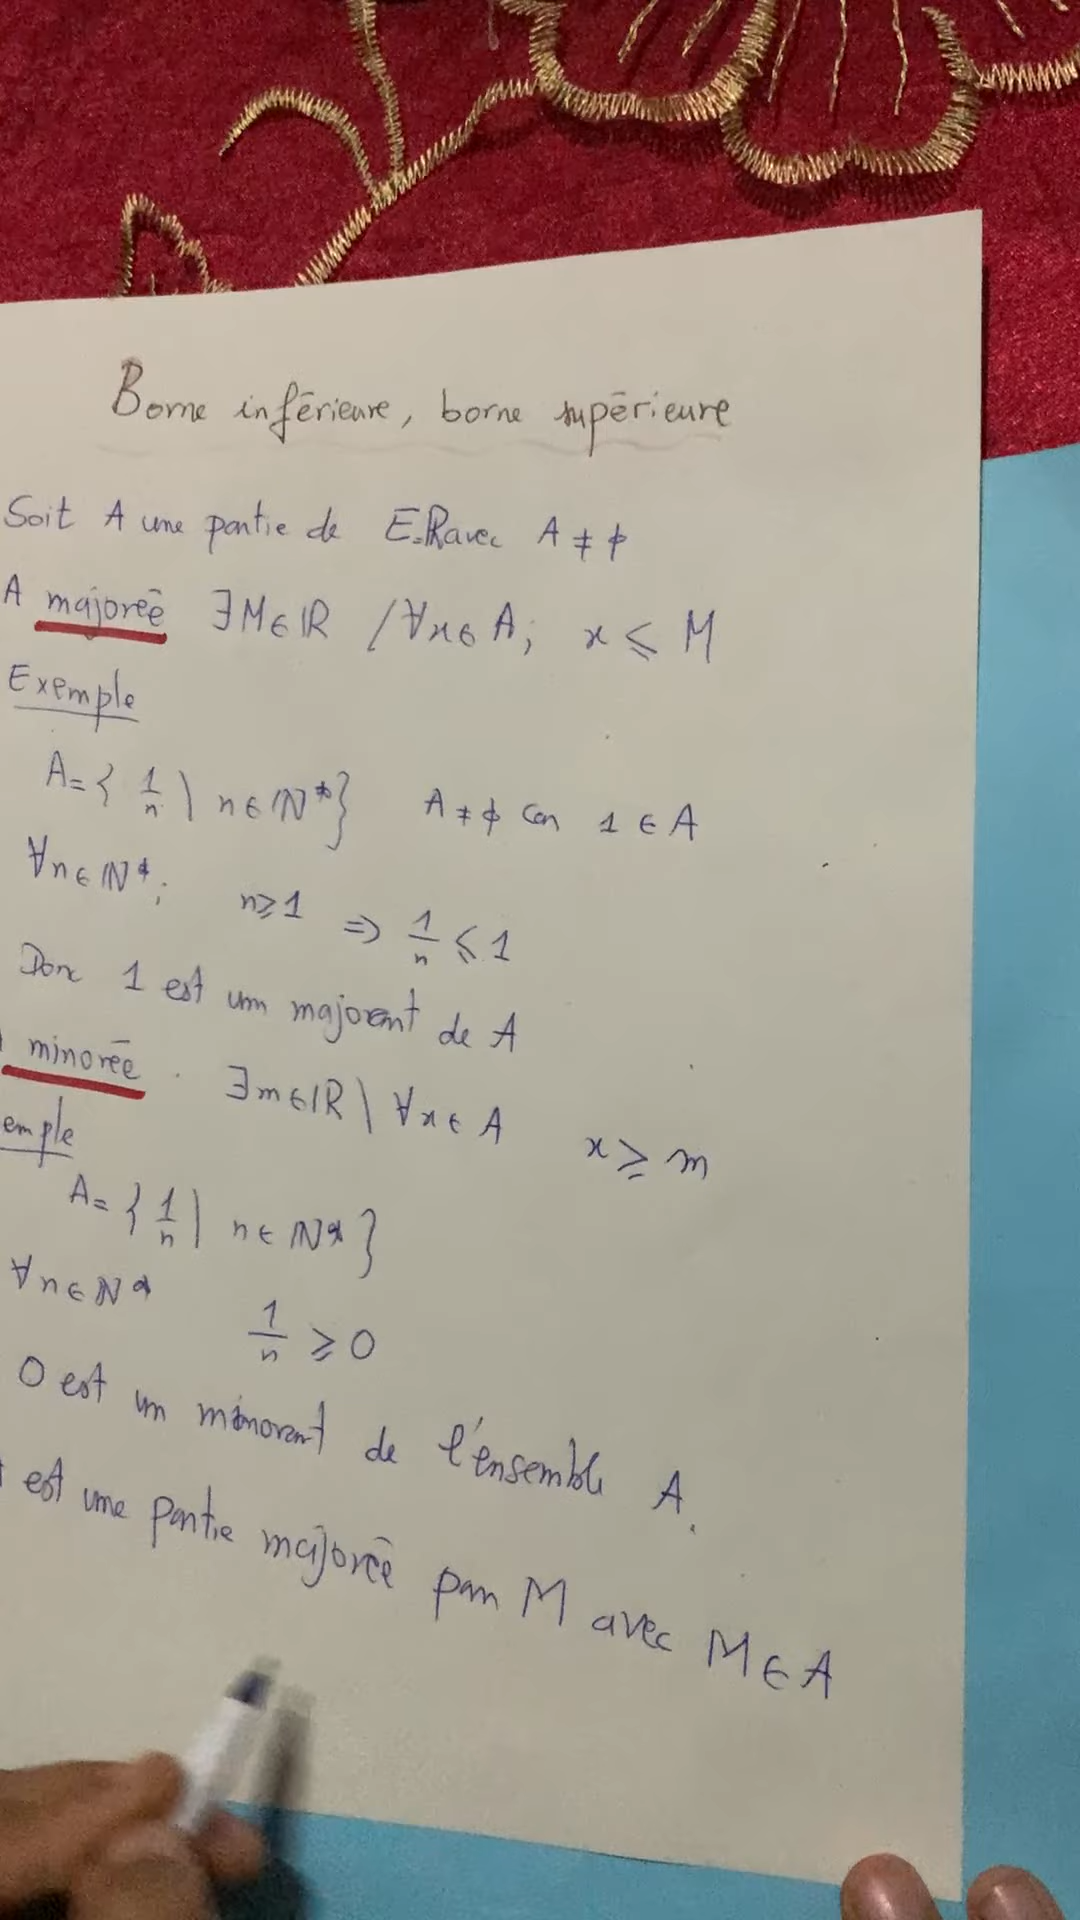 Borne inférieure, borne supérieure
Soit A une partie de E=ℝ avec A ≠ ϕ
A majoreé ∃M∈ℝ /∀x∈A; x ⩽ M
Exemple
A={ 1/n \ n∈ℕ*} A≠ϕ car 1 ∈ A
∀n∈ℕ*; n⩾1 ⇒ 1/n ⩽ 1
Donc 1 est un majorant de A
minorée . ∃m∈ℝ \ ∀x∈A x ⩾ m
emple
A={ 1/n | n∈ℕ* }
∀n∈ℕ* 1/n ⩾ 0
0 est un minorant de l'ensemble A.
est une partie majorée par M avec M∈A